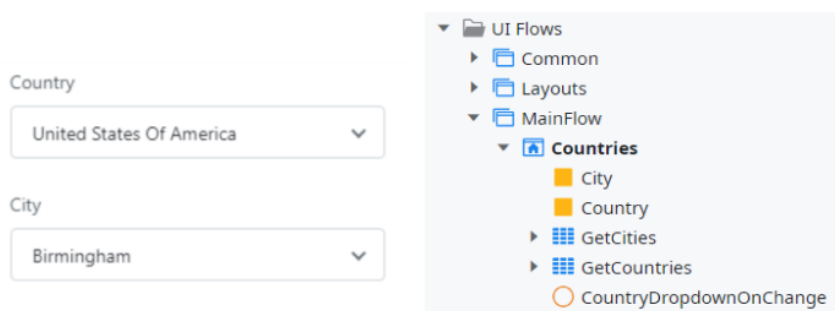 Country
United States Of America
City
Birmingham
UI Flows
Common
Layouts
MainFlow
Countries
City
Country
GetCities
GetCountries
CountryDropdownOnChange